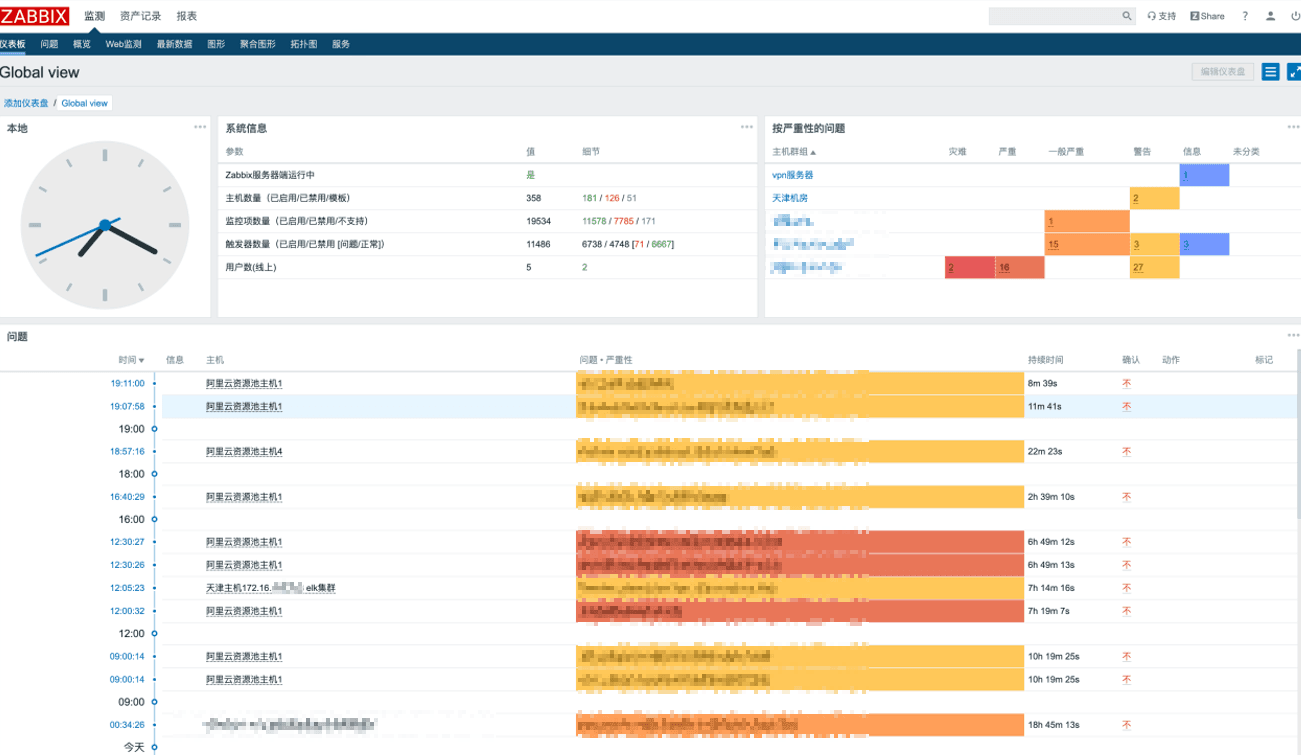 ZABBIX 监测 资产记录 报表 支持 Share ?
仪表板 问题 概览 Web监测 最新数据 图形 聚合图形 拓扑图 服务
Global view 编辑仪表盘
添加仪表盘 / Global view
本地
系统信息
参数 值 细节
Zabbix服务器端运行中 是
主机数量（已启用/已禁用/模板） 358 181 / 126 / 51
监控项数量（已启用/已禁用/不支持） 19534 11578 / 7785 / 171
触发器数量（已启用/已禁用 [问题/正常]） 11486 6738 / 4748 [71 / 6667]
用户数(线上) 5 2
按严重性的问题
主机群组 灾难 严重 一般严重 警告 信息 未分类
vpn服务器 1
天津机房 2
1
15 3 3
2 16 27
问题
时间 信息 主机 问题 • 严重性 持续时间 确认 动作 标记
19:11:00 阿里云资源池主机1 8m 39s 不
19:07:58 阿里云资源池主机1 11m 41s 不
19:00
18:57:16 阿里云资源池主机4 22m 23s 不
18:00
16:40:29 阿里云资源池主机1 2h 39m 10s 不
16:00
12:30:27 阿里云资源池主机1 6h 49m 12s 不
12:30:26 阿里云资源池主机1 6h 49m 13s 不
12:05:23 天津主机172.16. elk集群 7h 14m 16s 不
12:00:32 阿里云资源池主机1 7h 19m 7s 不
12:00
09:00:14 阿里云资源池主机1 10h 19m 25s 不
09:00:14 阿里云资源池主机1 10h 19m 25s 不
09:00
00:34:26 18h 45m 13s 不
今天